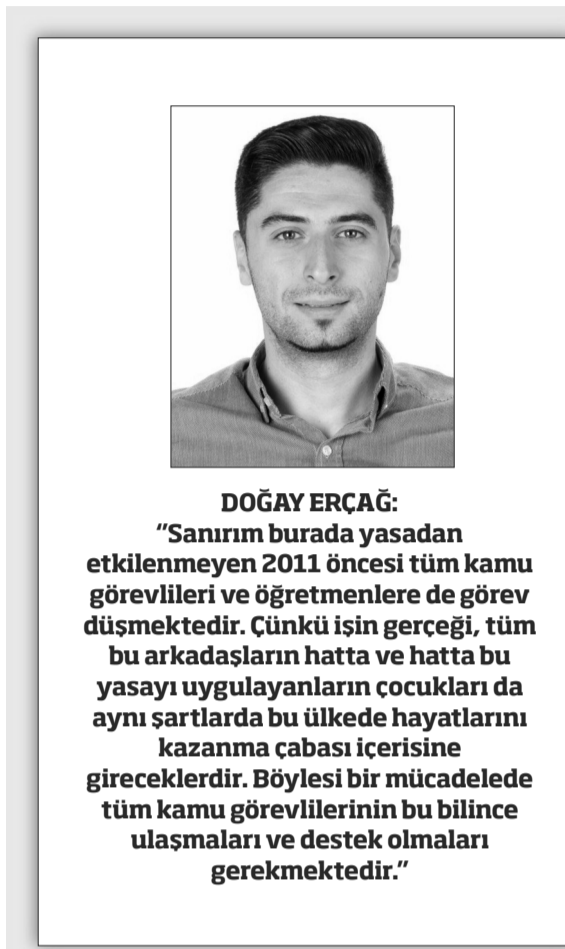 DOĞAY ERÇAĞ:
“Sanırım burada yasadan
etkilenmeyen 2011 öncesi tüm kamu
görevlileri ve öğretmenlere de görev
düşmektedir. Çünkü işin gerçeği, tüm
bu arkadaşların hatta ve hatta bu
yasayı uygulayanların çocukları da
aynı şartlarda bu ülkede hayatlarını
kazanma çabası içerisine
gireceklerdir. Böylesi bir mücadelede
tüm kamu görevlilerinin bu bilince
ulaşmaları ve destek olmaları
gerekmektedir.”